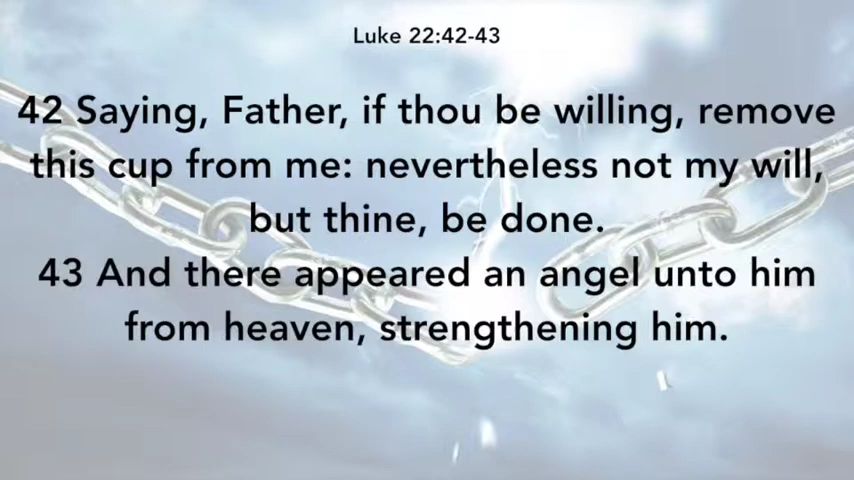 Luke 22:42-43
42 Saying, Father, if thou be willing, remove
this cup from me: nevertheless not my will,
but thine, be done.
43 And there appeared an angel unto him
from heaven, strengthening him.